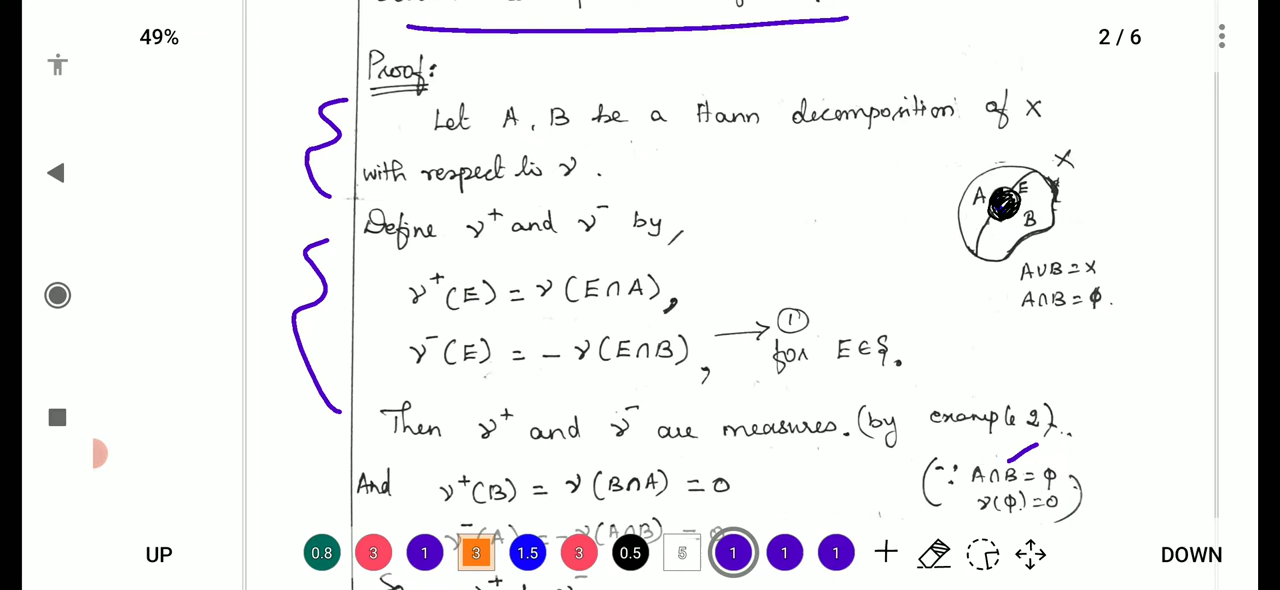 49%
2 / 6
Proof:
Let A, B be a Hann decomposition of X
with respect to ν.
X
A
E
B
Define ν⁺ and ν⁻ by,
A∪B = X
A∩B = ϕ.
ν⁺(E) = ν(E∩A),
ν⁻(E) = − ν(E∩B), → ①
for E∈S.
Then ν⁺ and ν⁻ are measures. (by example 2).
And ν⁺(B) = ν(B∩A) = 0
(∵ A∩B = ϕ
ν(ϕ) = 0)
ν⁻(A) = −ν(A∩B) = 0
So
UP
0.8 3 1 3 1.5 3 0.5 5 1 1 1
DOWN